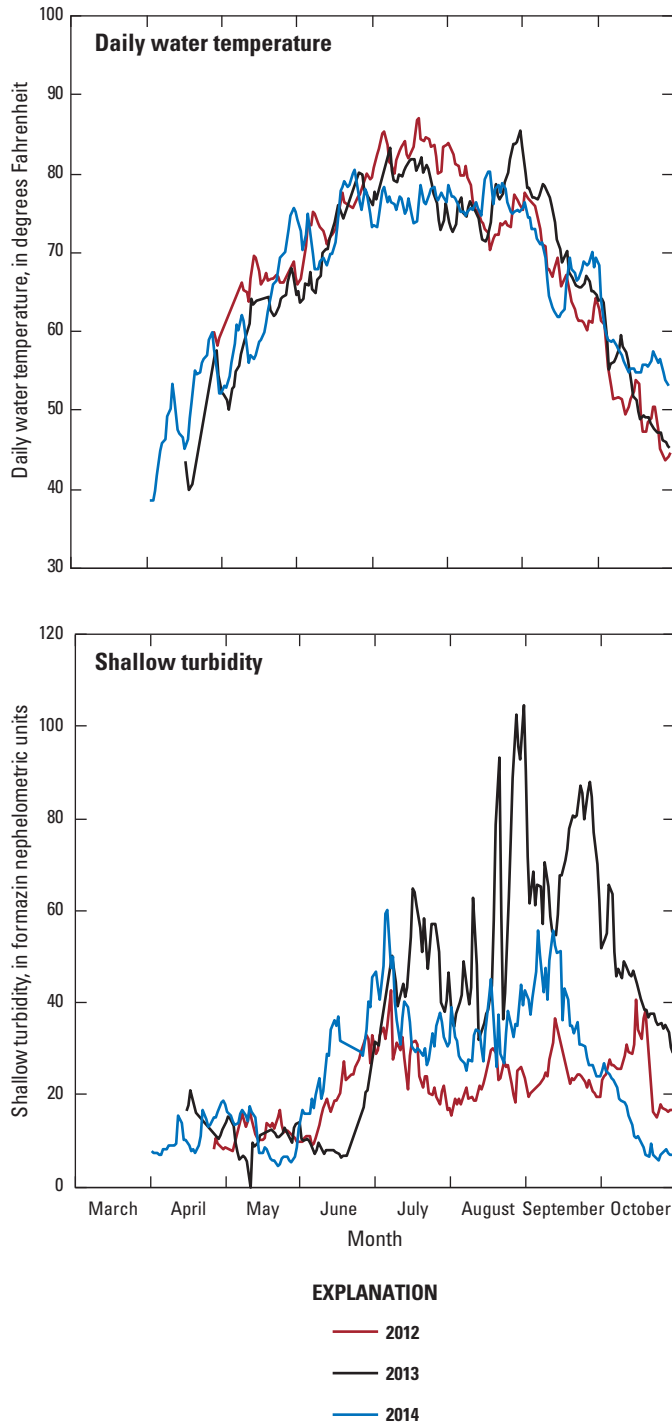 Daily water temperature
Daily water temperature, in degrees Fahrenheit
100
90
80
70
60
50
40
30
Shallow turbidity
Shallow turbidity, in formazin nephelometric units
120
100
80
60
40
20
0
March April May June July August September October
Month
EXPLANATION
2012
2013
2014